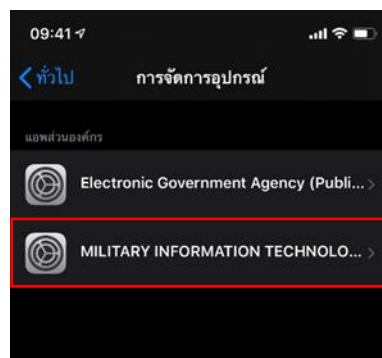 09:41
ทั่วไป การจัดการอุปกรณ์
แอพส่วนองค์กร
Electronic Government Agency (Publi...
MILITARY INFORMATION TECHNOLO...